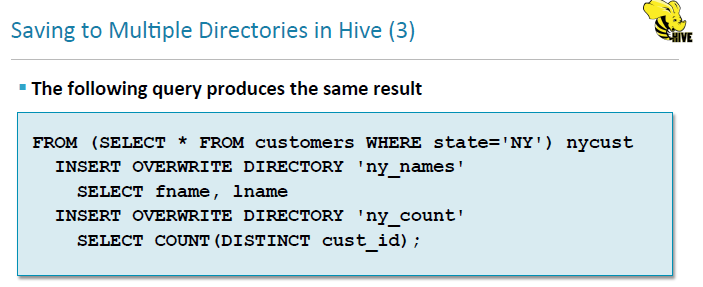 Saving to Multiple Directories in Hive (3)
HIVE
▪ The following query produces the same result
FROM (SELECT * FROM customers WHERE state='NY') nycust
INSERT OVERWRITE DIRECTORY 'ny_names'
SELECT fname, lname
INSERT OVERWRITE DIRECTORY 'ny_count'
SELECT COUNT(DISTINCT cust_id);